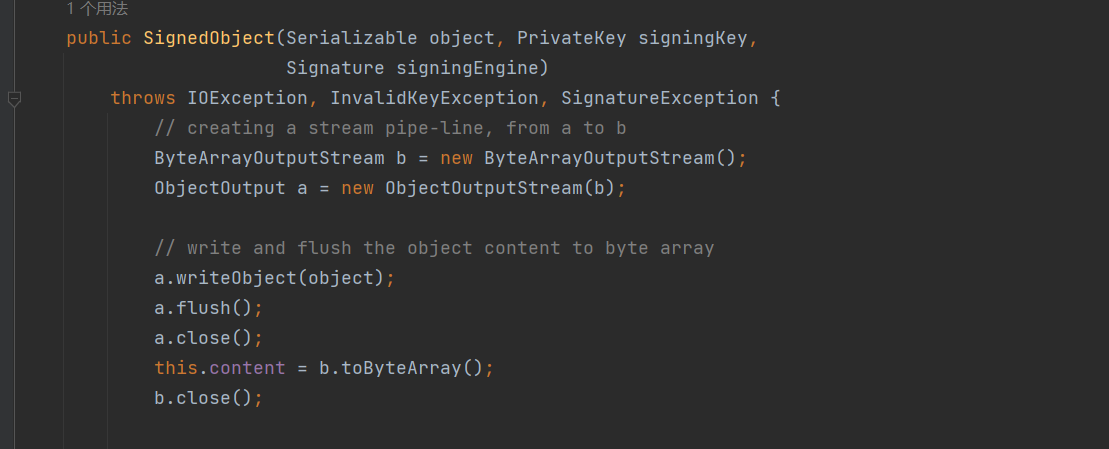 1 个用法
public SignedObject(Serializable object, PrivateKey signingKey,
Signature signingEngine)
throws IOException, InvalidKeyException, SignatureException {
// creating a stream pipe-line, from a to b
ByteArrayOutputStream b = new ByteArrayOutputStream();
ObjectOutput a = new ObjectOutputStream(b);
// write and flush the object content to byte array
a.writeObject(object);
a.flush();
a.close();
this.content = b.toByteArray();
b.close();